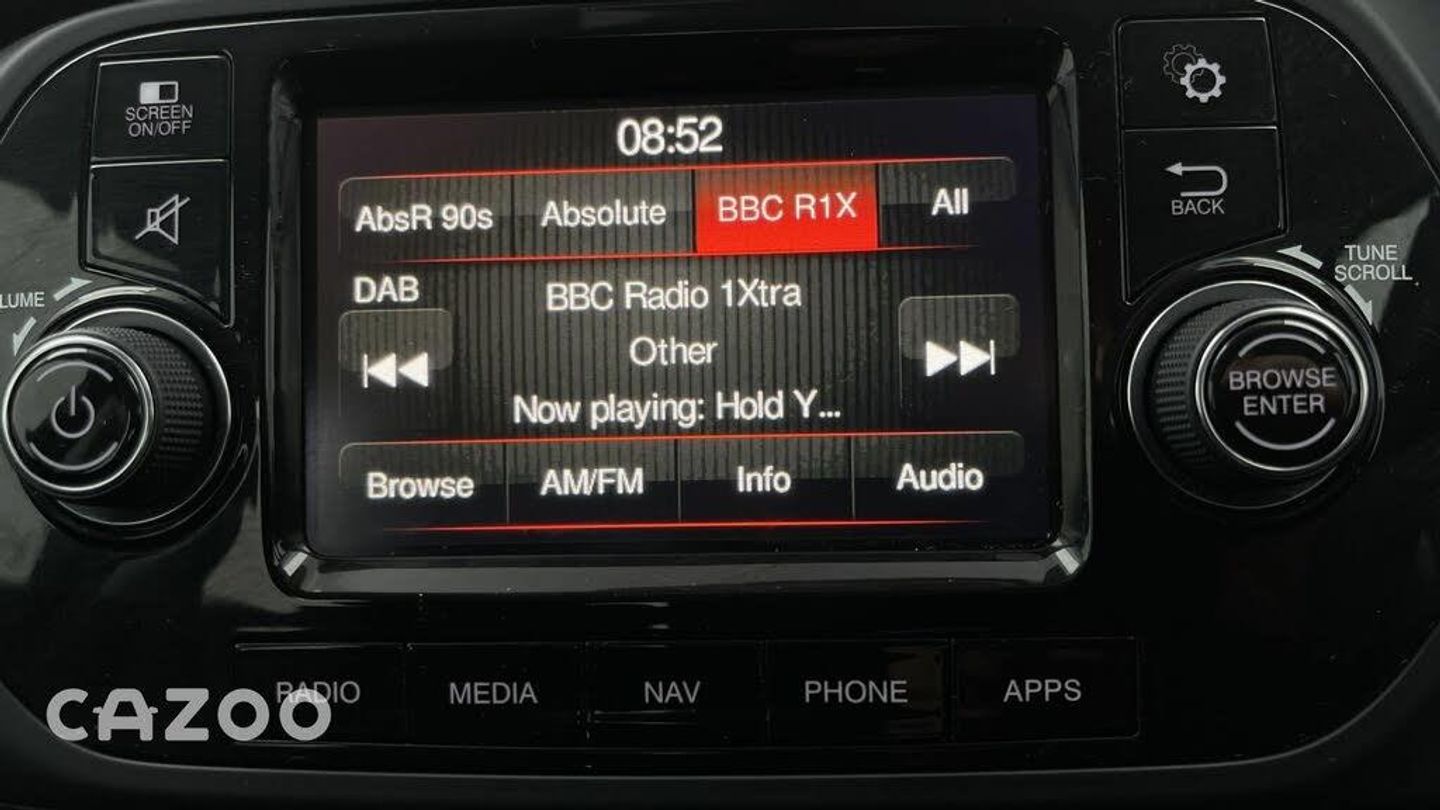 SCREEN
ON/OFF
08:52
AbsR 90s
Absolute
BBC R1X
All
BACK
TUNE
SCROLL
DAB
BBC Radio 1Xtra
LUME
Other
Now playing: Hold Y...
BROWSE
ENTER
Browse
AM/FM
Info
Audio
RADIO
MEDIA
NAV
PHONE
APPS
CAZOO